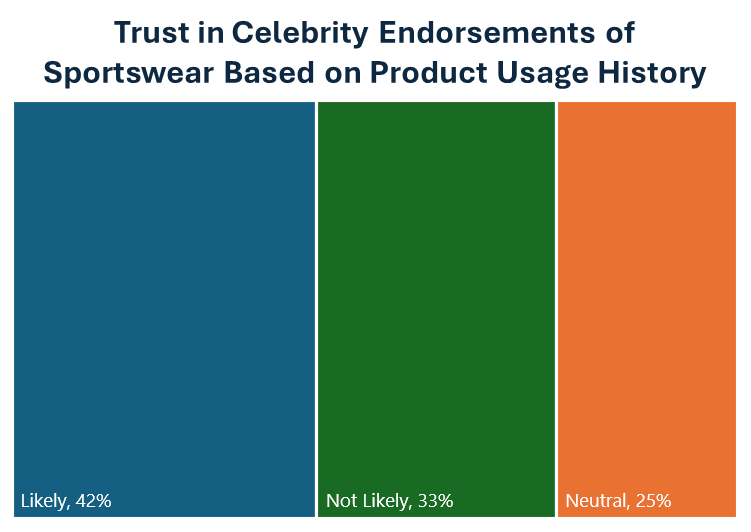 Trust in Celebrity Endorsements of
Sportswear Based on Product Usage History
Likely, 42%
Not Likely, 33%
Neutral, 25%